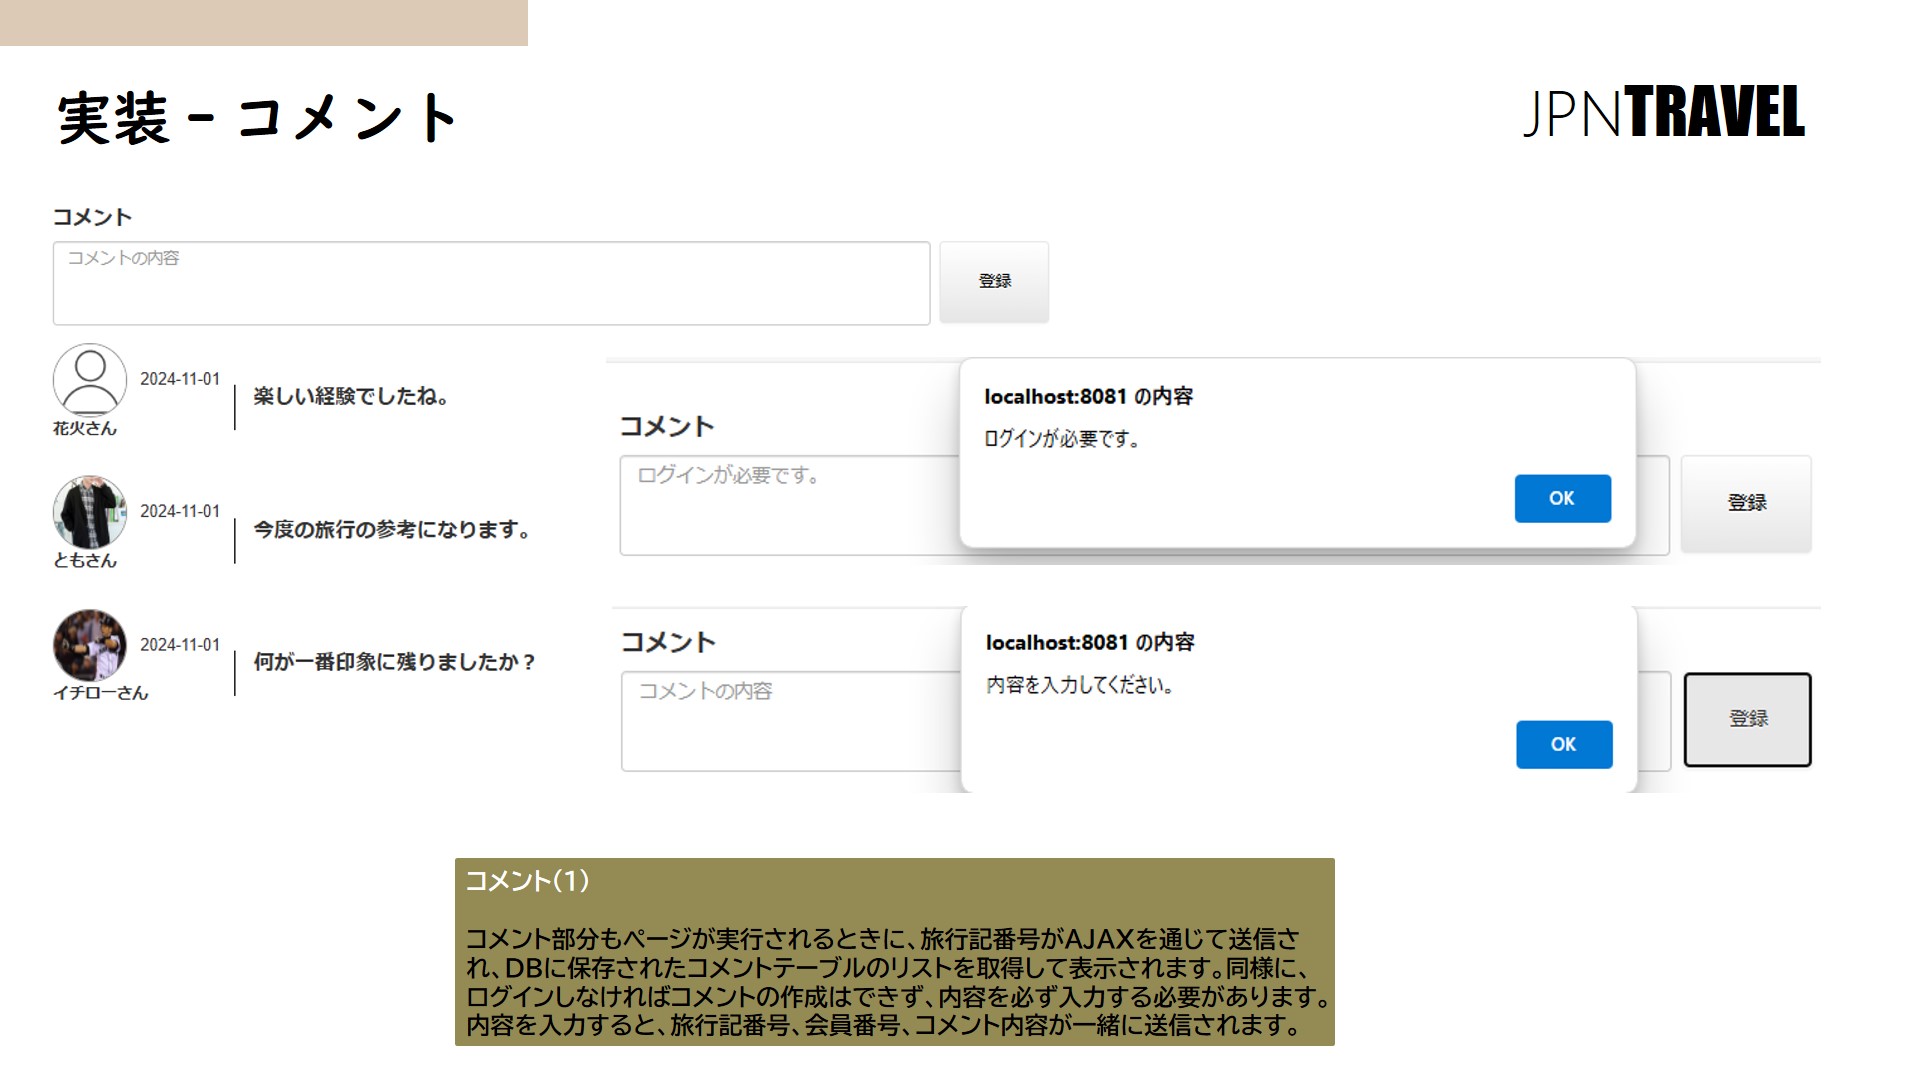 実装 - コメント
JPNTRAVEL
コメント
コメントの内容
登録
2024-11-01
楽しい経験でしたね。
花火さん
2024-11-01
今度の旅行の参考になります。
ともさん
2024-11-01
何が一番印象に残りましたか？
イチローさん
localhost:8081 の内容
ログインが必要です。
OK
コメント
ログインが必要です。
登録
localhost:8081 の内容
内容を入力してください。
OK
コメント
コメントの内容
登録
コメント(1)
コメント部分もページが実行されるときに、旅行記番号がAJAXを通じて送信さ
れ、DBに保存されたコメントテーブルのリストを取得して表示されます。同様に、
ログインしなければコメントの作成はできず、内容を必ず入力する必要があります。
内容を入力すると、旅行記番号、会員番号、コメント内容が一緒に送信されます。